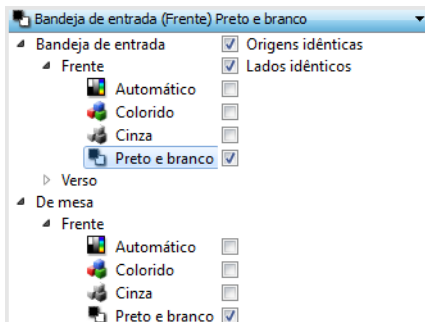 Bandeja de entrada (Frente) Preto e branco
Bandeja de entrada Origens idênticas
Frente Lados idênticos
Automático
Colorido
Cinza
Preto e branco
Verso
De mesa
Frente
Automático
Colorido
Cinza
Preto e branco